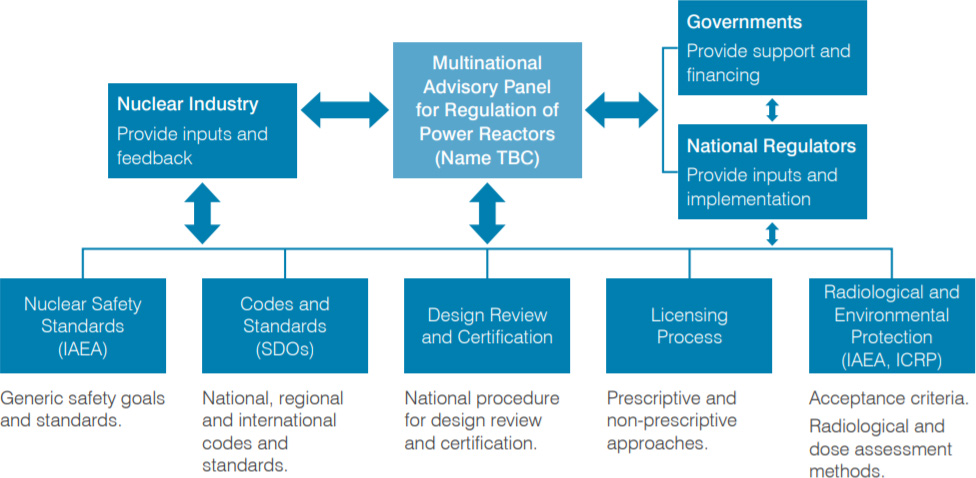 Multinational
Advisory Panel
for Regulation of
Power Reactors
(Name TBC)
Nuclear Industry
Provide inputs and
feedback
Governments
Provide support and
financing
National Regulators
Provide inputs and
implementation
Nuclear Safety
Standards
(IAEA)
Generic safety goals
and standards.
Codes and
Standards
(SDOs)
National, regional
and international
codes and
standards.
Design Review
and Certification
National procedure
for design review
and certification.
Licensing
Process
Prescriptive and
non-prescriptive
approaches.
Radiological and
Environmental
Protection
(IAEA, ICRP)
Acceptance criteria.
Radiological and
dose assessment
methods.